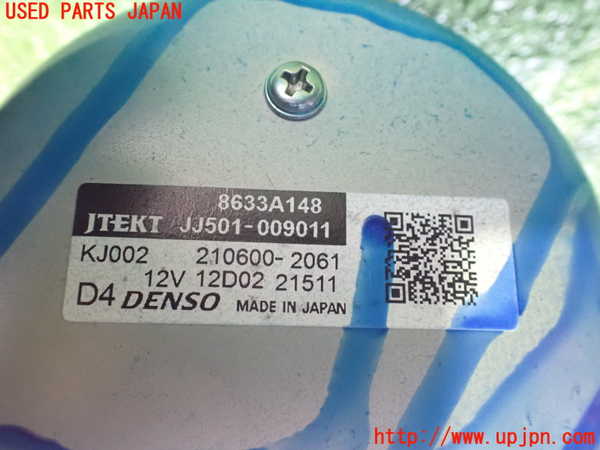 USED PARTS JAPAN
8633A148
JTEKT JJ501-009011
KJ002 210600-2061
12V 12D02 21511
D4 DENSO MADE IN JAPAN
http://www.upjpn.com/